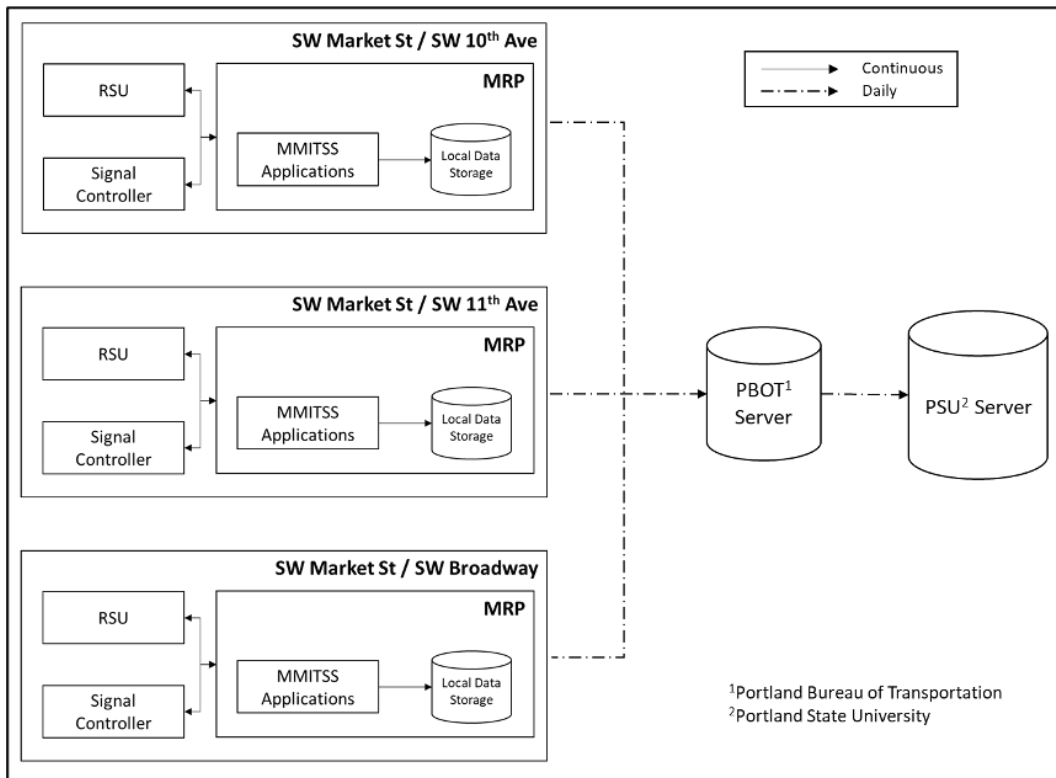 SW Market St / SW 10th Ave
MRP
RSU
Signal
Controller
MMITSS
Applications
Local Data
Storage
Continuous
Daily
SW Market St / SW 11th Ave
MRP
RSU
Signal
Controller
MMITSS
Applications
Local Data
Storage
PBOT1
Server
PSU2 Server
SW Market St / SW Broadway
MRP
RSU
Signal
Controller
MMITSS
Applications
Local Data
Storage
1Portland Bureau of Transportation
2Portland State University